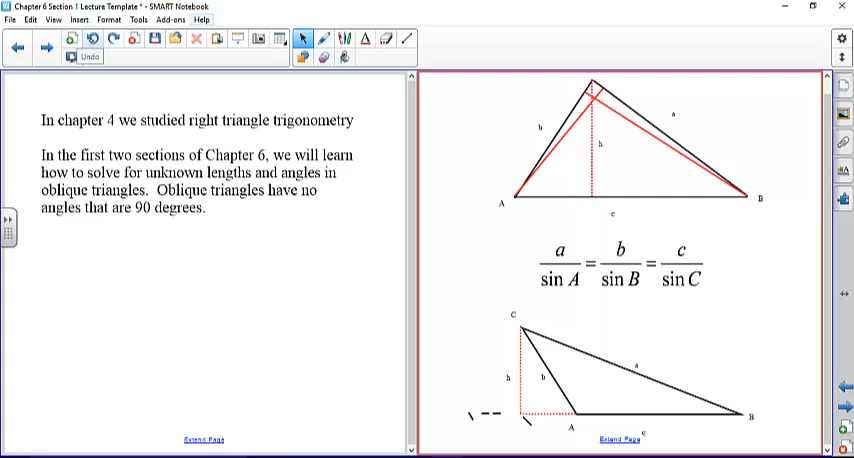 Chapter 6 Section 1 Lecture Template * - SMART Notebook
File Edit View Insert Format Tools Add-ons Help
Undo
In chapter 4 we studied right triangle trigonometry
In the first two sections of Chapter 6, we will learn
how to solve for unknown lengths and angles in
oblique triangles. Oblique triangles have no
angles that are 90 degrees.
Extend Page
b
a
h
A
B
c
a/sin A = b/sin B = c/sin C
C
a
h
b
B
A
c
Extend Page